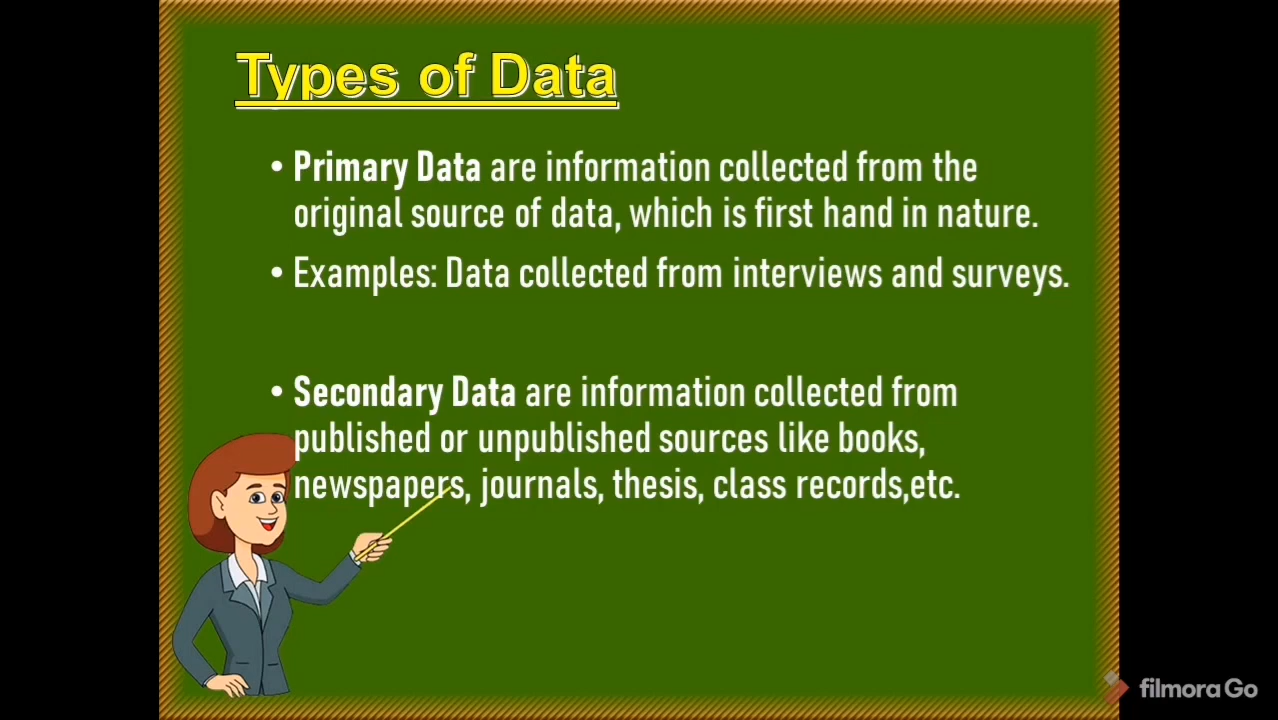 Types of Data
• Primary Data are information collected from the
original source of data, which is first hand in nature.
• Examples: Data collected from interviews and surveys.
• Secondary Data are information collected from
published or unpublished sources like books,
newspapers, journals, thesis, class records,etc.
filmora Go